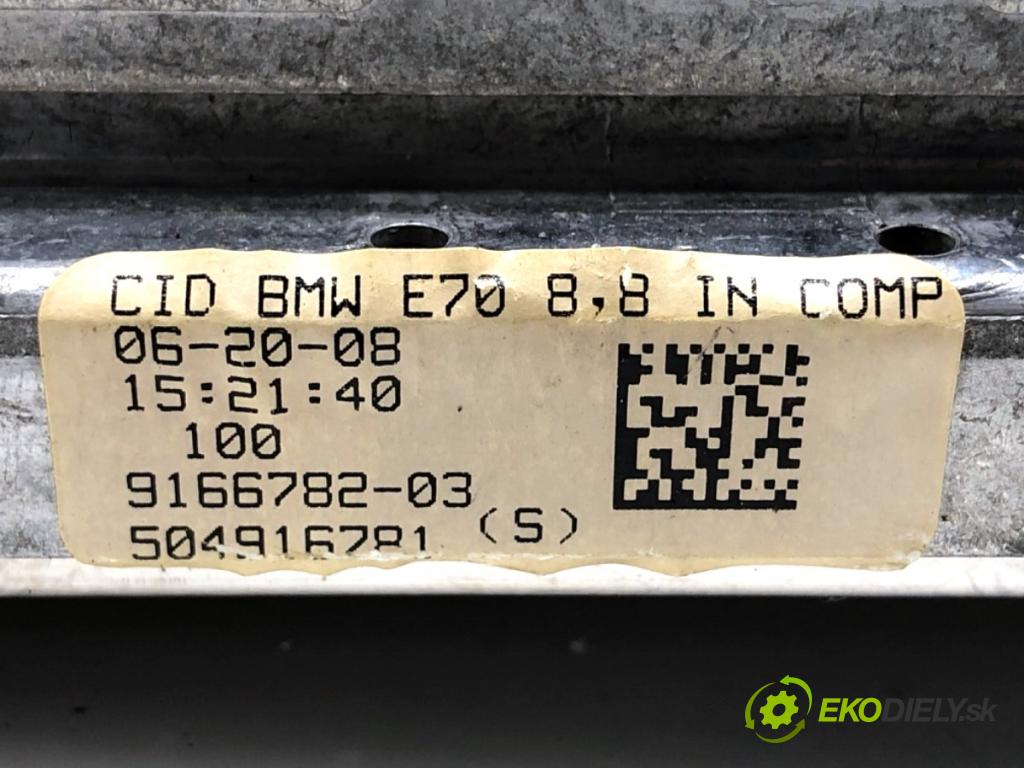 CID BMW E70 8,8 IN COMP
06-20-08
15:21:40
100
9166782-03
504916781 (S)
EKODIELY.sk